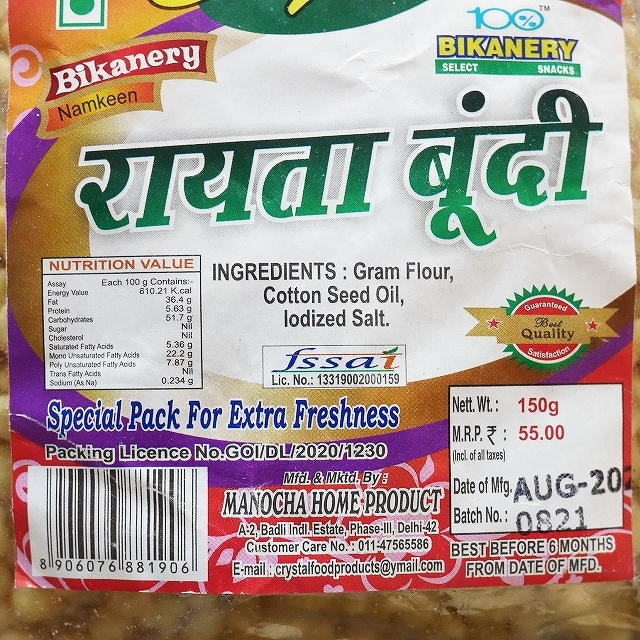 100%
TM
BIKANERY
SELECT SNACKS
Bikanery
Namkeen
रायता बूंदी
NUTRITION VALUE
Assay Each 100 g Contains:-
Energy Value 610.21 K.cal
Fat 36.4 g
Protein 5.63 g
Carbohydrates 51.7 g
Sugar Nil
Cholesterol Nil
Saturated Fatty Acids 5.36 g
Mono Unsaturated Fatty Acids 22.2 g
Poly Unsaturated Fatty Acids 7.87 g
Trans Fatty Acids Nil
Sodium (As Na) 0.234 g
INGREDIENTS : Gram Flour,
Cotton Seed Oil,
Iodized Salt.
fssai
Lic. No.: 13319002000159
Guaranteed
Best
Quality
Satisfaction
Special Pack For Extra Freshness
Packing Licence No.GOI/DL/2020/1230
Nett. Wt. : 150g
M.R.P. ₹ : 55.00
(Incl. of all taxes)
Date of Mfg. AUG-202
Batch No. : 0821
BEST BEFORE 6 MONTHS
FROM DATE OF MFD.
Mfd. & Mktd. By :
MANOCHA HOME PRODUCT
A-2, Badli Indl. Estate, Phase-III, Delhi-42
Customer Care No. : 011-47565586
E-mail : crystalfoodproducts@ymail.com
8 906076 881906